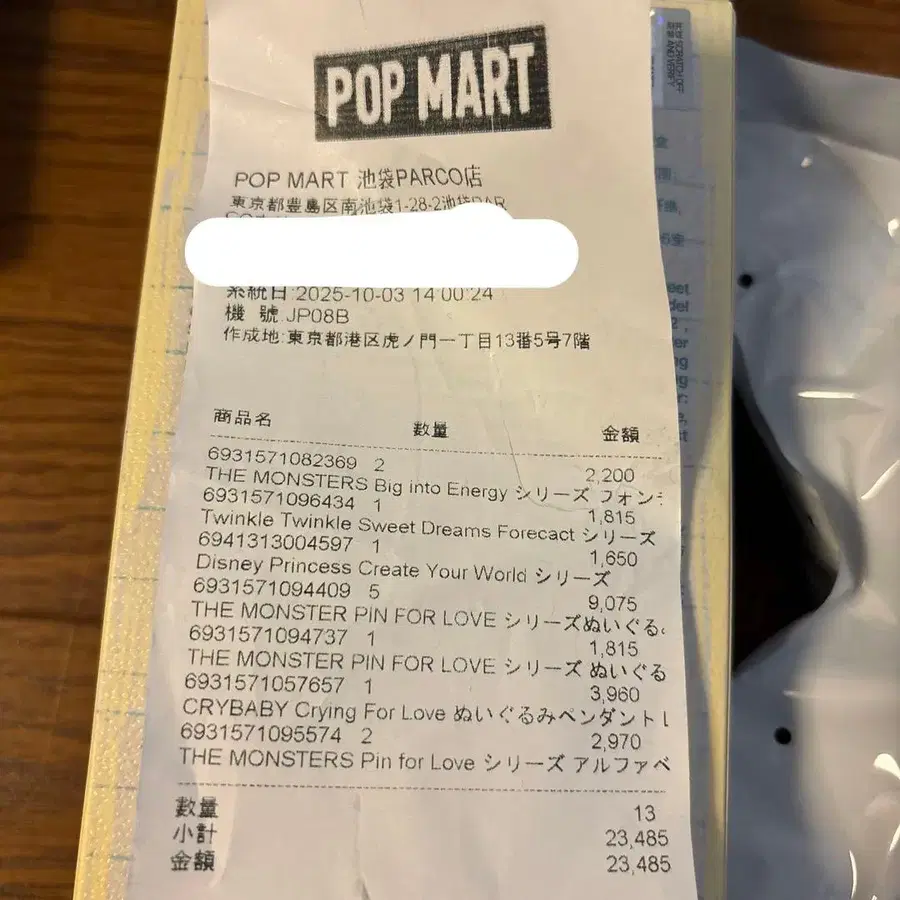 POP MART
POP MART 池袋PARCO店
東京都豊島区南池袋1-28-2池袋PAR
系統日:2025-10-03 14:00:24
機 號:JP08B
作成地:東京都港区虎ノ門一丁目13番5号7階
商品名 数量 金額
6931571082369 2 2,200
THE MONSTERS Big into Energy シリーズ フォン
6931571096434 1 1,815
Twinkle Twinkle Sweet Dreams Forecact シリーズ
6941313004597 1 1,650
Disney Princess Create Your World シリーズ
6931571094409 5 9,075
THE MONSTER PIN FOR LOVE シリーズぬいぐる
6931571094737 1 1,815
THE MONSTER PIN FOR LOVE シリーズ ぬいぐる
6931571057657 1 3,960
CRYBABY Crying For Love ぬいぐるみペンダント
6931571095574 2 2,970
THE MONSTERS Pin for Love シリーズ アルファベ
數量 13
小計 23,485
金額 23,485
SCRATCH OFF
AND VERIFY